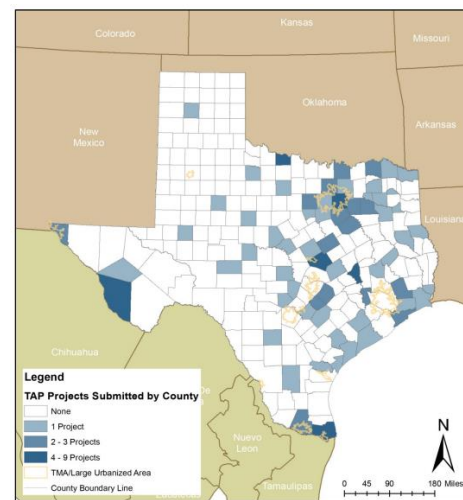 Colorado
Kansas
Missouri
Oklahoma
New
Mexico
Arkansas
Louisiana
Chihuahua
Nuevo
Leon
Tamaulipas
Legend
TAP Projects Submitted by County
None
1 Project
2 - 3 Projects
4 - 9 Projects
TMA/Large Urbanized Area
County Boundary Line
N
0 45 90 180 Miles